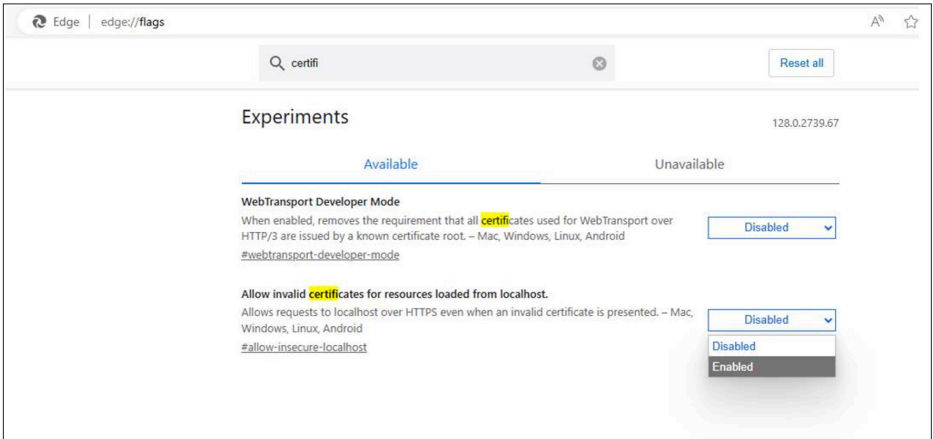 Edge | edge://flags
certifi
Reset all
Experiments
128.0.2739.67
Available
Unavailable
WebTransport Developer Mode
When enabled, removes the requirement that all certificates used for WebTransport over
HTTP/3 are issued by a known certificate root. – Mac, Windows, Linux, Android
#webtransport-developer-mode
Disabled
Allow invalid certificates for resources loaded from localhost.
Allows requests to localhost over HTTPS even when an invalid certificate is presented. – Mac,
Windows, Linux, Android
#allow-insecure-localhost
Disabled
Disabled
Enabled